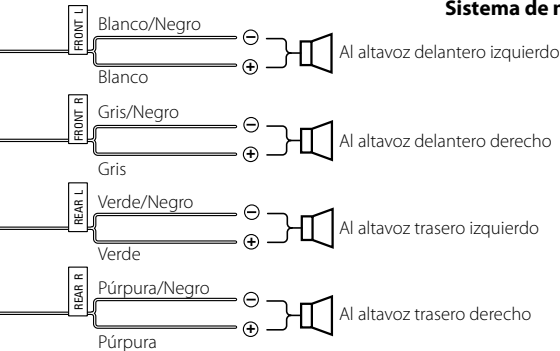 Sistema de
FRONT L
Blanco/Negro
Blanco
Al altavoz delantero izquierdo
FRONT R
Gris/Negro
Gris
Al altavoz delantero derecho
REAR L
Verde/Negro
Verde
Al altavoz trasero izquierdo
REAR R
Púrpura/Negro
Púrpura
Al altavoz trasero derecho